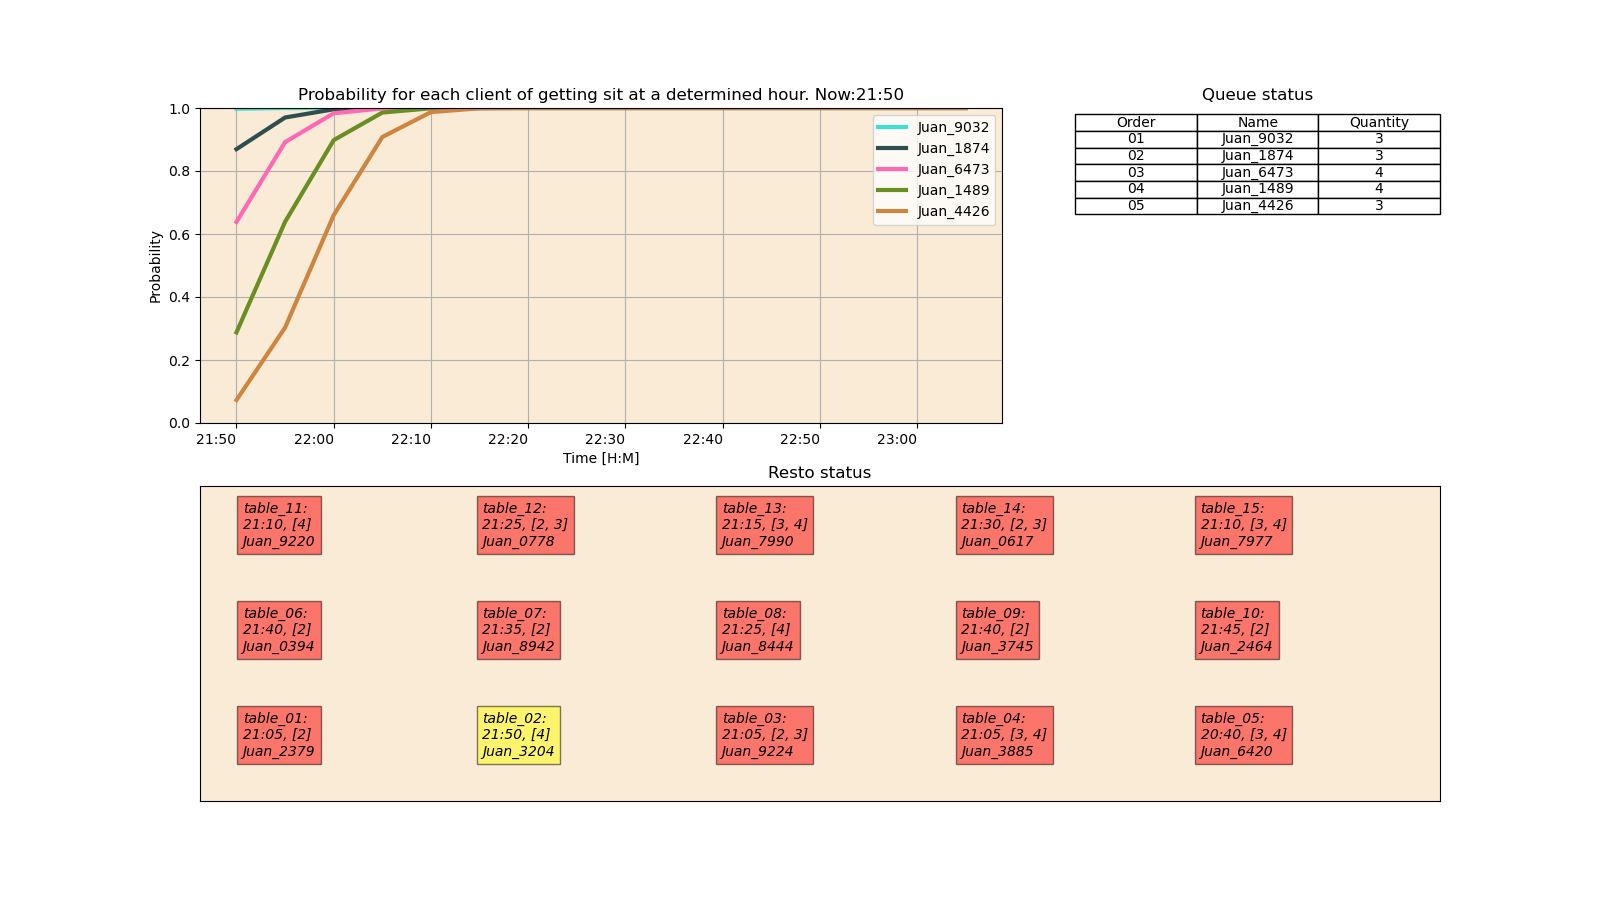 Probability for each client of getting sit at a determined hour. Now:21:50
1.0
0.8
0.6
0.4
0.2
0.0
Probability
21:50 22:00 22:10 22:20 22:30 22:40 22:50 23:00
Time [H:M]
Juan_9032
Juan_1874
Juan_6473
Juan_1489
Juan_4426
Queue status
Order Name Quantity
01 Juan_9032 3
02 Juan_1874 3
03 Juan_6473 4
04 Juan_1489 4
05 Juan_4426 3
Resto status
table_11:
21:10, [4]
Juan_9220
table_12:
21:25, [2, 3]
Juan_0778
table_13:
21:15, [3, 4]
Juan_7990
table_14:
21:30, [2, 3]
Juan_0617
table_15:
21:10, [3, 4]
Juan_7977
table_06:
21:40, [2]
Juan_0394
table_07:
21:35, [2]
Juan_8942
table_08:
21:25, [4]
Juan_8444
table_09:
21:40, [2]
Juan_3745
table_10:
21:45, [2]
Juan_2464
table_01:
21:05, [2]
Juan_2379
table_02:
21:50, [4]
Juan_3204
table_03:
21:05, [2, 3]
Juan_9224
table_04:
21:05, [3, 4]
Juan_3885
table_05:
20:40, [3, 4]
Juan_6420